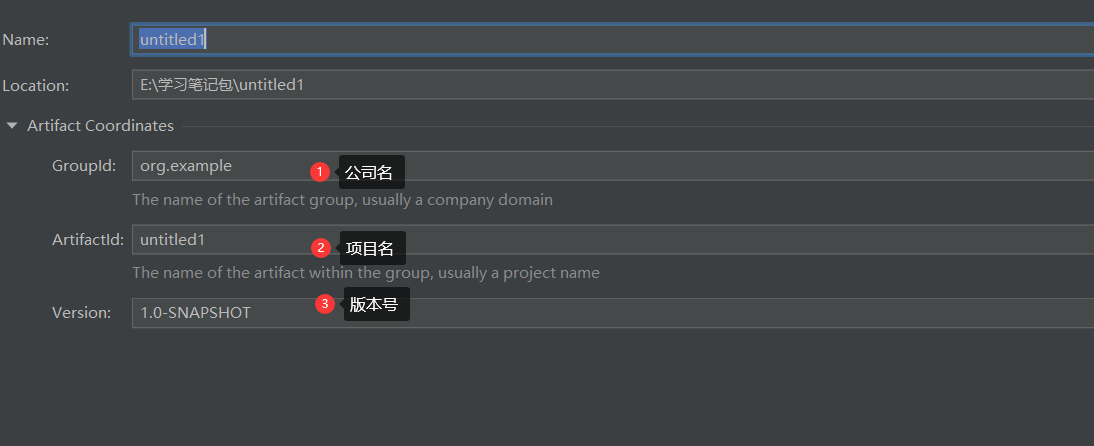 Name: untitled1
Location: E:\学习笔记包\untitled1
Artifact Coordinates
GroupId: org.example 1 公司名
The name of the artifact group, usually a company domain
ArtifactId: untitled1 2 项目名
The name of the artifact within the group, usually a project name
3 版本号
Version: 1.0-SNAPSHOT